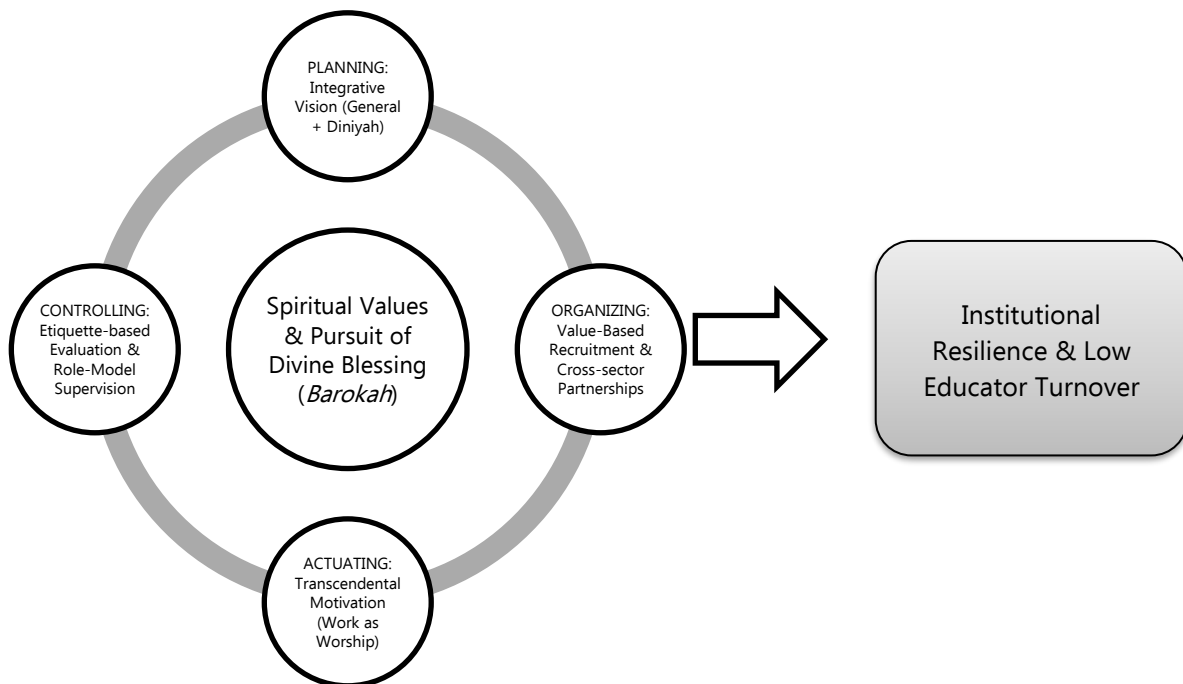 PLANNING:
Integrative
Vision (General
+ Diniyah)
CONTROLLING:
Etiquette-based
Evaluation &
Role-Model
Supervision
Spiritual Values
& Pursuit of
Divine Blessing
(Barokah)
ORGANIZING:
Value-Based
Recruitment &
Cross-sector
Partnerships
Institutional
Resilience & Low
Educator Turnover
ACTUATING:
Transcendental
Motivation
(Work as
Worship)